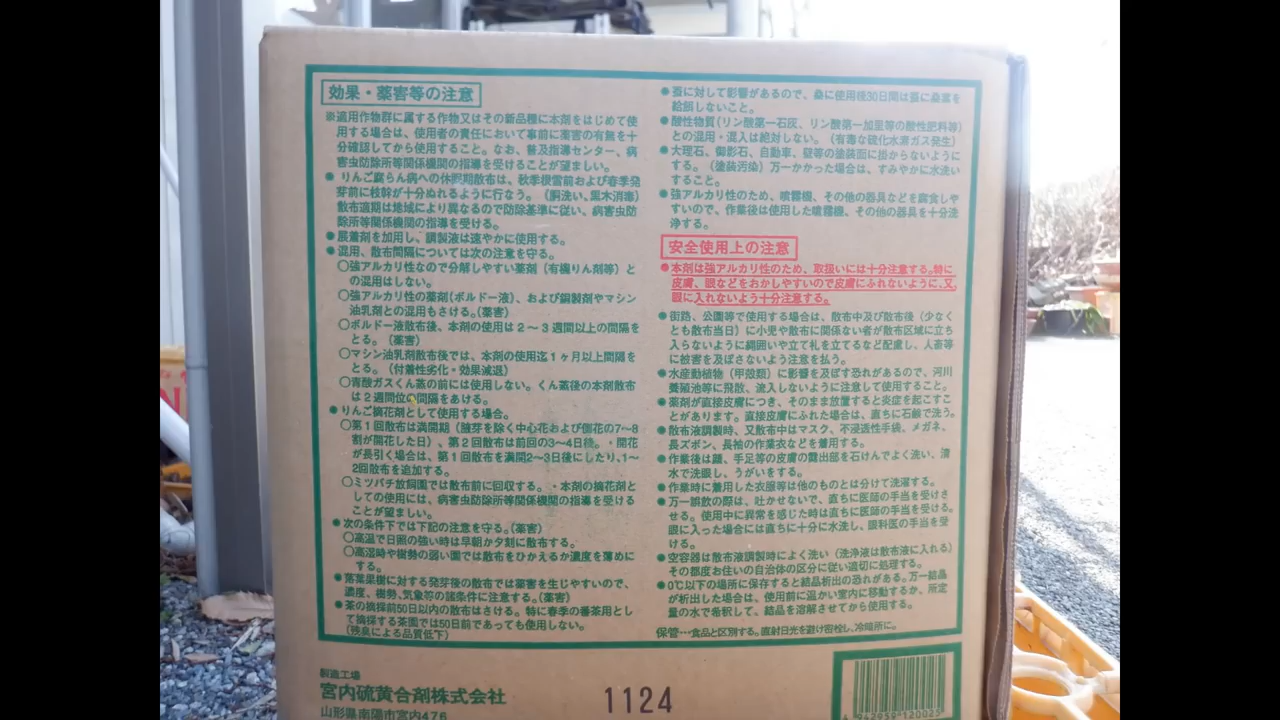 効果・薬害等の注意
※適用作物群に属する作物又はその新品種に本剤をはじめて使
用する場合は、使用者の責任において事前に薬害の有無を十
分確認してから使用すること。なお、普及指導センター、病
害虫防除所等関係機関の指導を受けることが望ましい。
●りんご腐らん病への休眠期散布は、秋季根雪前および春季発
芽前に枝幹が十分ぬれるように行なう。(胴洗い、黒木消毒)
散布適期は地域により異なるので防除基準に従い、病害虫防
除所等関係機関の指導を受ける。
●展着剤を加用し、調製液は速やかに使用する。
●混用、散布間隔については次の注意を守る。
○強アルカリ性なので分解しやすい薬剤(有機りん剤等)と
の混用はしない。
○強アルカリ性の薬剤(ボルドー液)、および銅製剤やマシン
油乳剤との混用もさける。(薬害)
○ボルドー液散布後、本剤の使用は2～3週間以上の間隔を
とる。(薬害)
○マシン油乳剤散布後では、本剤の使用迄1ヶ月以上間隔を
とる。(付着性劣化・効果減退)
○青酸ガスくん蒸の前には使用しない。くん蒸後の本剤散布
は2週間位の間隔をあける。
●りんご摘花剤として使用する場合。
○第1回散布は満開期(腋芽を除く中心花および側花の7～8
割が開花した日)、第2回散布は前回の3～4日後。・開花
が長引く場合は、第1回散布を満開2～3日後にしたり、1～
2回散布を追加する。
○ミツバチ放飼園では散布前に回収する。・本剤の摘花剤と
しての使用には、病害虫防除所等関係機関の指導を受ける
ことが望ましい。
●次の条件下では下記の注意を守る。(薬害)
○高温で日照の強い時は早朝か夕刻に散布する。
○高湿時や樹勢の弱い園では散布をひかえるか濃度を薄めに
する。
●落葉果樹に対する発芽後の散布では薬害を生じやすいので、
濃度、樹勢、気象等の諸条件に注意する。(薬害)
●茶の摘採前50日以内の散布はさける。特に春季の番茶用とし
て摘採する茶園では50日前であっても使用しない。
(残臭による品質低下)
●蚕に対して影響があるので、桑に使用後30日間は蚕に桑葉を
給餌しないこと。
●酸性物質(リン酸第一石灰、リン酸第一加里等の酸性肥料等)
との混用・混入は絶対しない。(有毒な硫化水素ガス発生)
●大理石、御影石、自動車、壁等の塗装面に掛からないように
する。(塗装汚染)万一かかった場合は、すみやかに水洗い
すること。
●強アルカリ性のため、噴霧機、その他の器具などを腐食しや
すいので、作業後は使用した噴霧機、その他の器具を十分洗
浄する。
安全使用上の注意
●本剤は強アルカリ性のため、取扱いには十分注意する。特に
皮膚、眼などをおかしやすいので皮膚にふれないように、又、
眼に入れないよう十分注意する。
●街路、公園等で使用する場合は、散布中及び散布後(少なく
とも散布当日)に小児や散布に関係ない者が散布区域に立ち
入らないように縄囲いや立て札を立てるなど配慮し、人畜等
に被害を及ぼさないよう注意を払う。
●水産動植物(甲殻類)に影響を及ぼす恐れがあるので、河川
養殖池等に飛散、流入しないように注意して使用すること。
●薬剤が直接皮膚につき、そのまま放置すると炎症を起こすこ
とがあります。直接皮膚にふれた場合は、直ちに石鹸で洗う。
●散布液調製時、又散布中はマスク、不浸透性手袋、メガネ、
長ズボン、長袖の作業衣などを着用する。
●作業後は顔、手足等の皮膚の露出部を石けんでよく洗い、清
水で洗眼し、うがいをする。
●作業時に着用した衣服等は他のものとは分けて洗濯する。
●万一誤飲の際は、吐かせないで、直ちに医師の手当を受けさ
せる。使用中に異常を感じた時は直ちに医師の手当を受ける。
眼に入った場合には直ちに十分に水洗し、眼科医の手当を受
ける。
●空容器は散布液調製時によく洗い(洗浄液は散布液に入れる)
その都度お住いの自治体の区分に従い適切に処理する。
●0℃以下の場所に保存すると結晶析出の恐れがある。万一結晶
が析出した場合は、使用前に温かい室内に移動するか、所定
量の水で希釈して、結晶を溶解させてから使用する。
保管…食品と区別する。直射日光を避け密栓し、冷暗所に。
製造工場
宮内硫黄合剤株式会社
山形県南陽市宮内476
1124